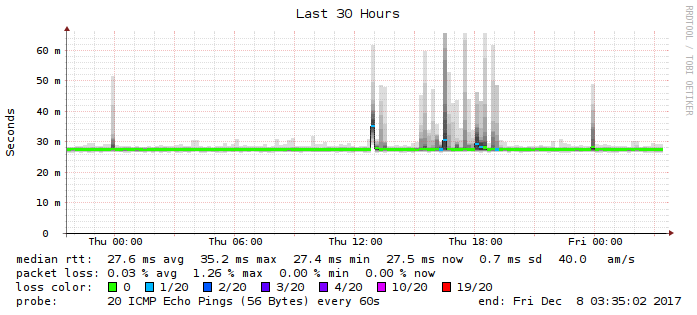 Last 30 Hours
RRDTOOL / TOBI OETIKER
Seconds
60 m
50 m
40 m
30 m
20 m
10 m
0
Thu 00:00 Thu 06:00 Thu 12:00 Thu 18:00 Fri 00:00
median rtt: 27.6 ms avg 35.2 ms max 27.4 ms min 27.5 ms now 0.7 ms sd 40.0 am/s
packet loss: 0.03 % avg 1.26 % max 0.00 % min 0.00 % now
loss color: 0 1/20 2/20 3/20 4/20 10/20 19/20
probe: 20 ICMP Echo Pings (56 Bytes) every 60s end: Fri Dec 8 03:35:02 2017